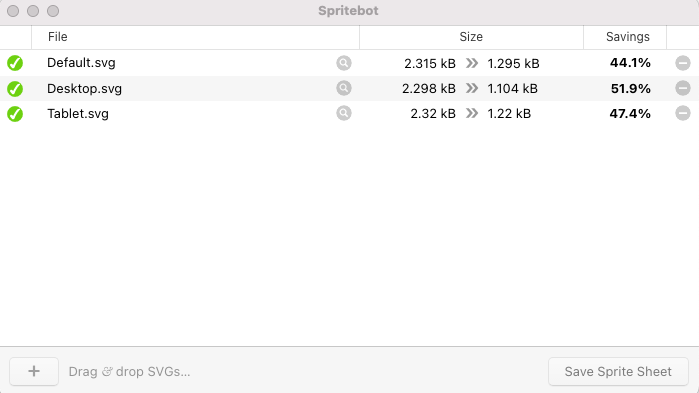 Spritebot
File Size Savings
Default.svg 2.315 kB >> 1.295 kB 44.1%
Desktop.svg 2.298 kB >> 1.104 kB 51.9%
Tablet.svg 2.32 kB >> 1.22 kB 47.4%
+ Drag & drop SVGs... Save Sprite Sheet